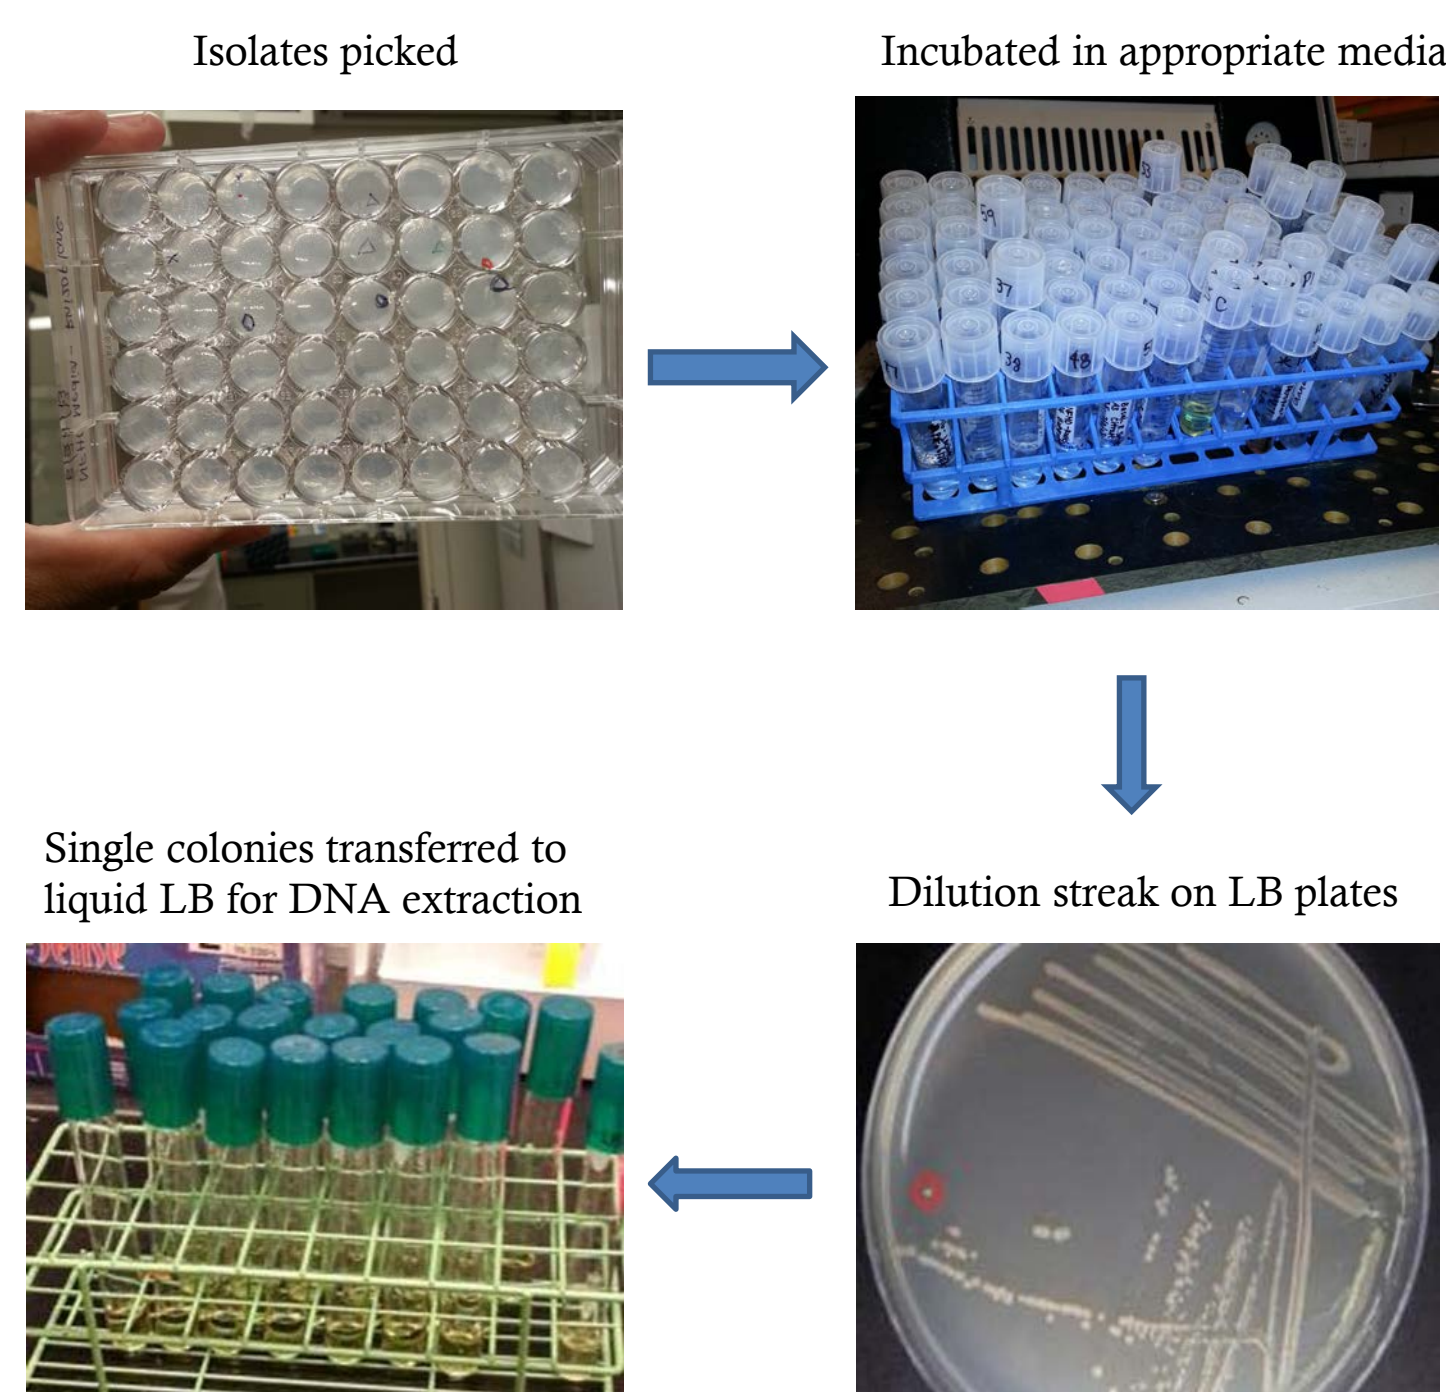 Isolates picked
Incubated in appropriate media
59
53
37
C
38
48
Dilution streak on LB plates
Single colonies transferred to
liquid LB for DNA extraction